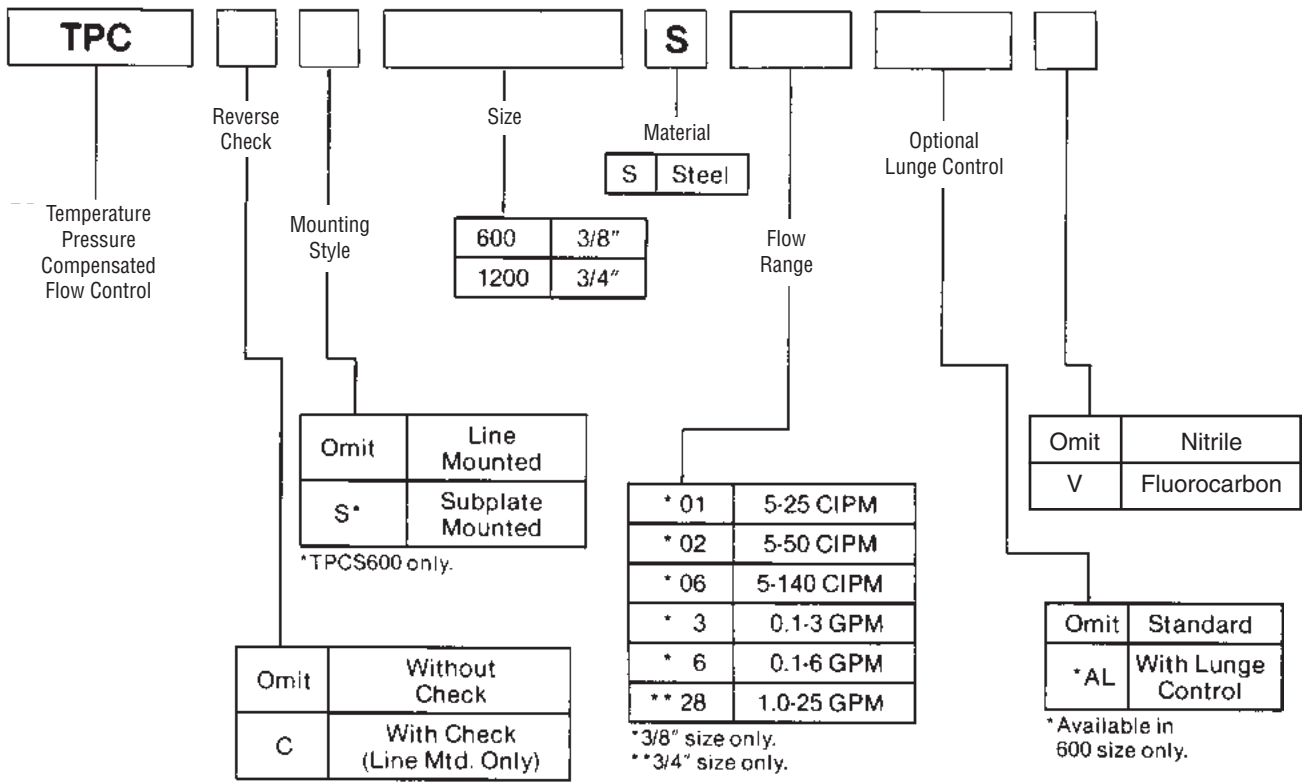 TPC
S
Reverse
Check
Size
Material
S Steel
Optional
Lunge Control
Temperature
Pressure
Compensated
Flow Control
Mounting
Style
600 3/8"
1200 3/4"
Flow
Range
Omit Line
Mounted
S* Subplate
Mounted
*TPCS600 only.
Omit Nitrile
V Fluorocarbon
* 01 5-25 CIPM
* 02 5-50 CIPM
* 06 5-140 CIPM
* 3 0.1-3 GPM
* 6 0.1-6 GPM
** 28 1.0-25 GPM
*3/8" size only.
**3/4" size only.
Omit Standard
*AL With Lunge
Control
*Available in
600 size only.
Omit Without
Check
C With Check
(Line Mtd. Only)